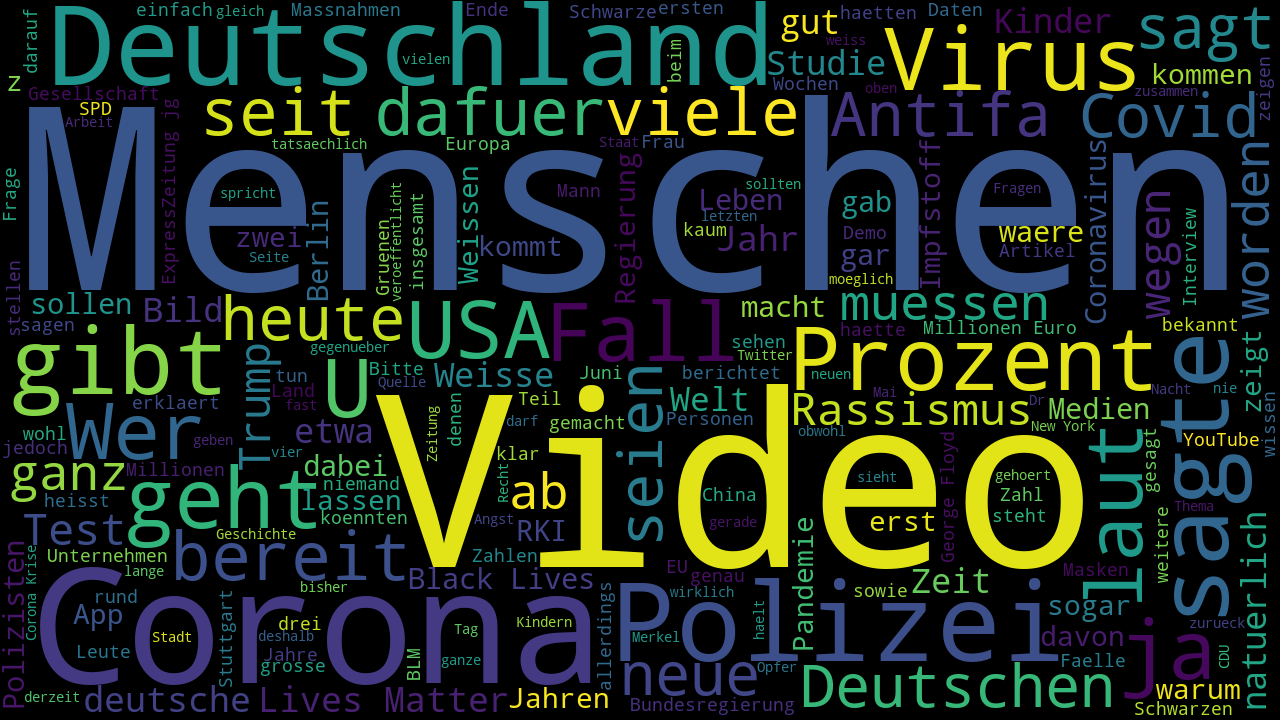 einfach gleich Massnahmen Ende Schwarze ersten gut haetten Daten Kinder sagt
darauf Deutschland vielen beim Studie weiss Virus kommen
z Gesellschaft SPD Arbeit seit dafuer viele Wochen oben zusammen zeigen
Antifa Covid
ExpressZeitung jg tatsaechlich Europa Staat Frau
Menschen
Frage spricht zwei Seite Berlin veroeffentlicht Gruenen insgesamt Weissen kommt Mann Regierung Leben letzten kaum Jahr sollten gab Demo gar moeglich Impfstoff Fragen waere Artikel Coronavirus wegen Interview worden
stellen sollen sagen Bild heute gegenueber USA Fall macht sehen Twitter muessen haette Millionen Euro bekannt
gibt Trump tun Land fast U Bitte Quelle Weisse Juni berichtet Welt Personen neuen Prozent Mai Dr Nacht nie zeigt wissen
erklaert Wer wohl jedoch geben vier etwa denen Zeitung Teil gemacht darf klar seien obwohl Rassismus New York Medien YouTube
ganz Millionen heisst geht dabei niemand lassen koennten Video ab Recht Angst RKI China gerade sieht erst gehoert Zahl steht George Floyd laut gesagt Thema sagte
Test Geschichte Unternehmen bereit lange bisher Zahlen EU genau wirklich Pandemie sowie Zeit Masken weitere natuerlich
Polizisten Corona Krise rund App Leute Stadt Corona Stuttgart drei deshalb Jahre grosse Black Lives Tag ganze BLM Kindern allerdings Merkel Polizei Opfer haelt sogar davon Faelle zurueck CDU ja
derzeit deutsche Lives Matter Jahren neue Bundesregierung Deutschen warum Schwarzen